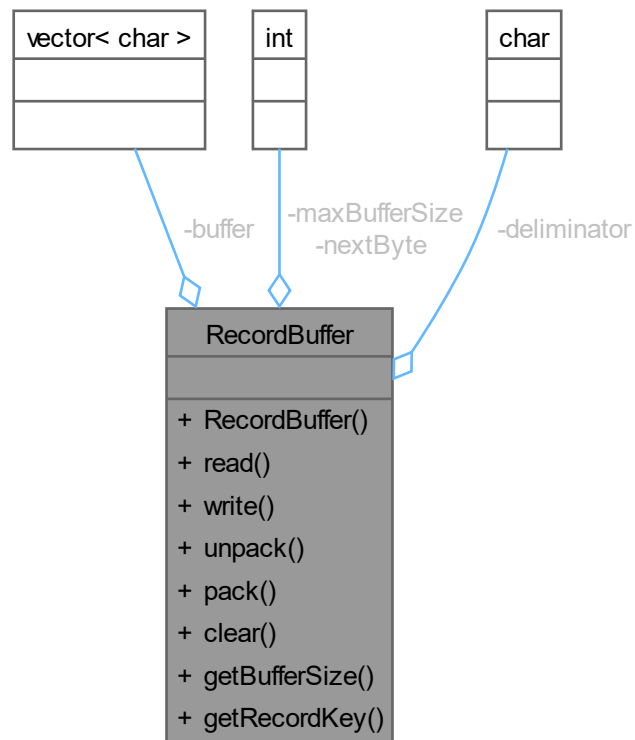 vector< char >
int
char
-buffer
-maxBufferSize
-nextByte
-deliminator
RecordBuffer
+ RecordBuffer()
+ read()
+ write()
+ unpack()
+ pack()
+ clear()
+ getBufferSize()
+ getRecordKey()